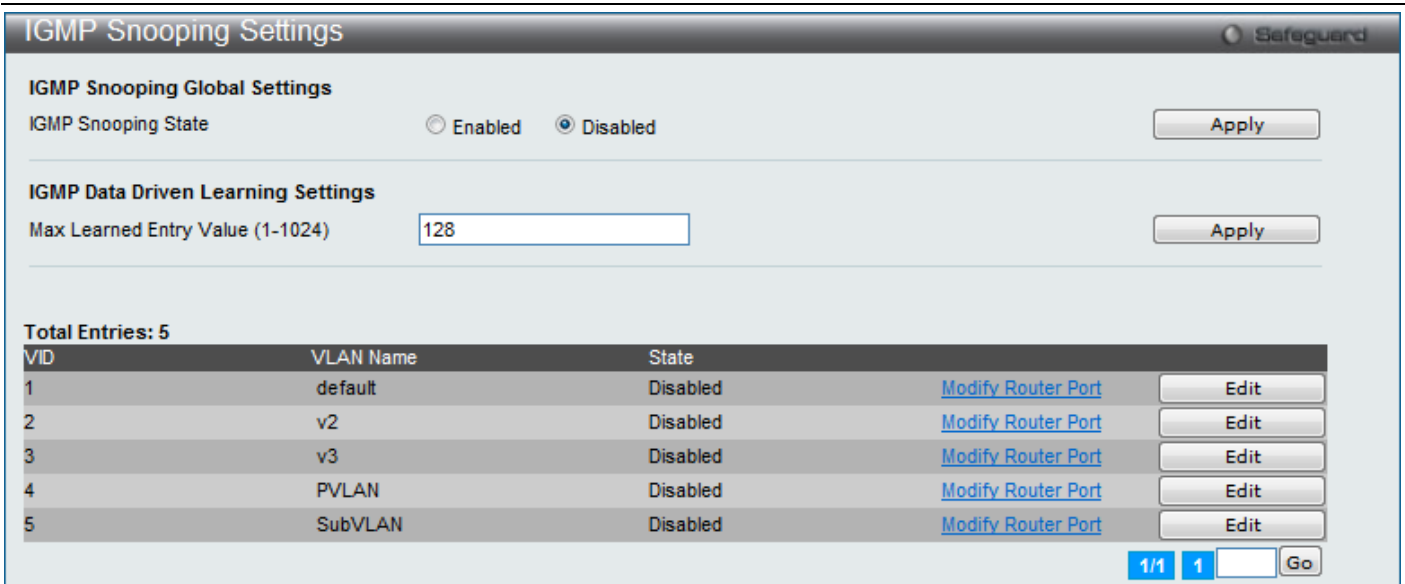 IGMP Snooping Settings Safeguard
IGMP Snooping Global Settings
IGMP Snooping State Enabled Disabled Apply
IGMP Data Driven Learning Settings
Max Learned Entry Value (1-1024) 128 Apply
Total Entries: 5
VID VLAN Name State
1 default Disabled Modify Router Port Edit
2 v2 Disabled Modify Router Port Edit
3 v3 Disabled Modify Router Port Edit
4 PVLAN Disabled Modify Router Port Edit
5 SubVLAN Disabled Modify Router Port Edit
1/1 1 Go